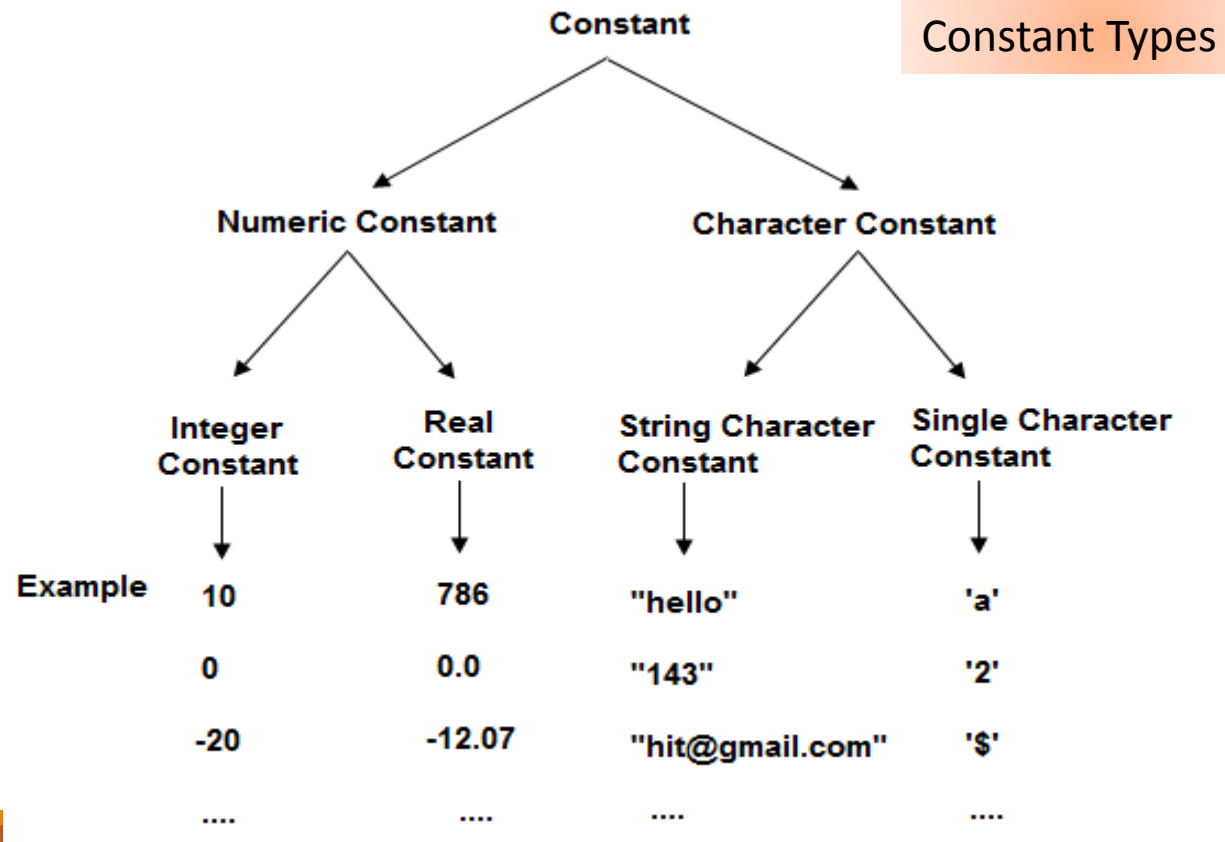 Constant Types
Constant
Numeric Constant
Character Constant
Integer
Constant
Real
Constant
String Character
Constant
Single Character
Constant
Example
10
786
"hello"
'a'
0
0.0
"143"
'2'
-20
-12.07
"hit@gmail.com"
'$'
....
....
....
....